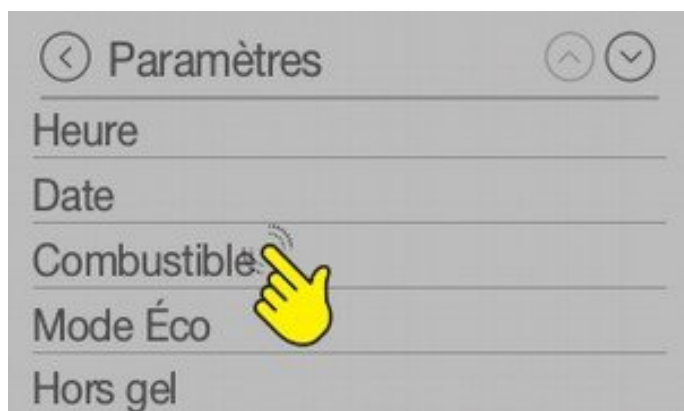 Paramètres
Heure
Date
Combustible
Mode Éco
Hors gel